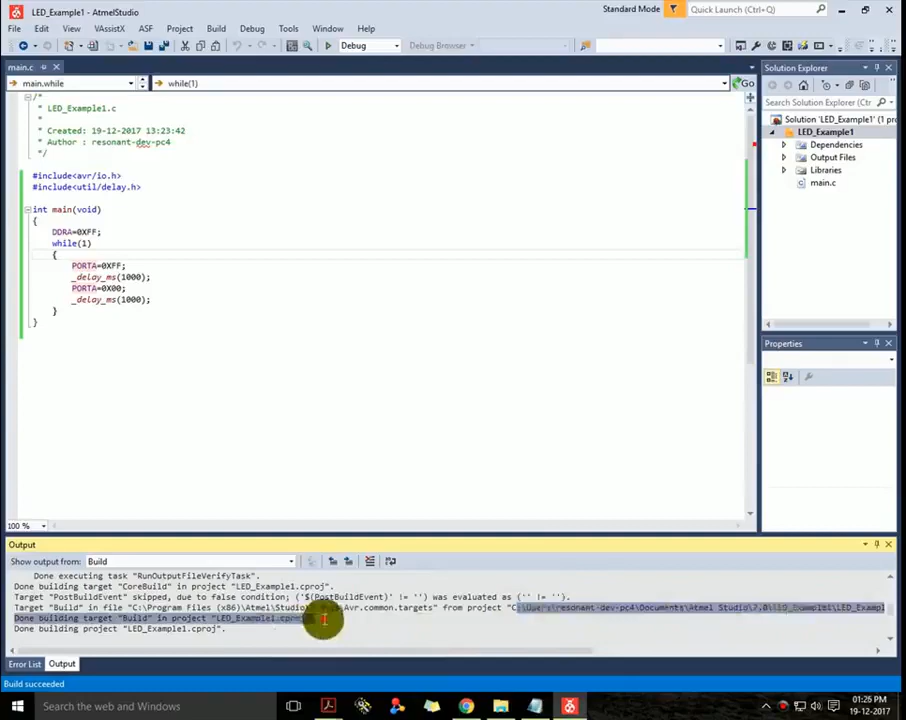 LED_Example1 - AtmelStudio
Standard Mode
Quick Launch (Ctrl+Q)
File Edit View VAssistX ASF Project Build Debug Tools Window Help
Debug
Debug Browser
main.c
main.while
while(1)
Go
/*
* LED_Example1.c
*
* Created: 19-12-2017 13:23:42
* Author : resonant-dev-pc4
*/
#include<avr/io.h>
#include<util/delay.h>
int main(void)
{
DDRA=0XFF;
while(1)
{
PORTA=0XFF;
_delay_ms(1000);
PORTA=0X00;
_delay_ms(1000);
}
}
Solution Explorer
Search Solution Explorer (Ctrl+;)
Solution 'LED_Example1' (1 pro
LED_Example1
Dependencies
Output Files
Libraries
main.c
Properties
100 %
Output
Show output from: Build
Done executing task "RunOutputFileVerifyTask".
Done building target "CoreBuild" in project "LED_Example1.cproj".
Target "PostBuildEvent" skipped, due to false condition; ('$(PostBuildEvent)' != '') was evaluated as ('' != '').
Target "Build" in file "C:\Program Files (x86)\Atmel\Studio\ Avr.common.targets" from project "C:\Users\resonant-dev-pc4\Documents\Atmel Studio\7.0\LED_Example1\LED_Exampl
Done building target "Build" in project "LED_Example1.cproj
Done building project "LED_Example1.cproj".
Error List Output
Build succeeded
Search the web and Windows
01:25 PM
19-12-2017